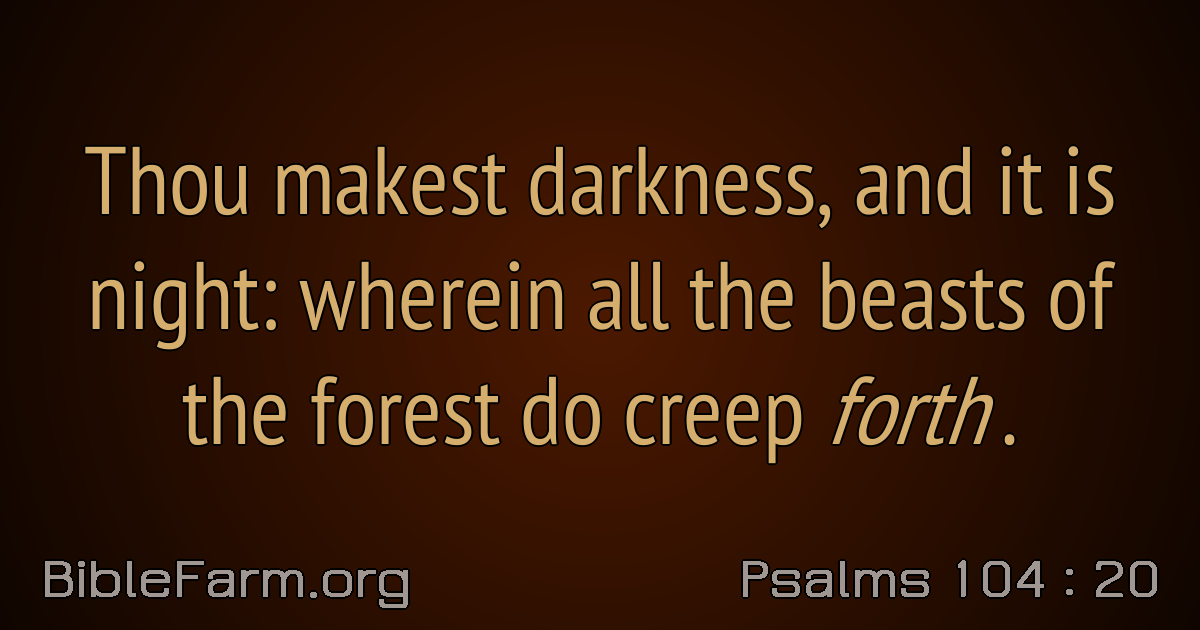 Thou makest darkness, and it is
night: wherein all the beasts of
the forest do creep forth .
BibleFarm.org
Psalms 104 : 20